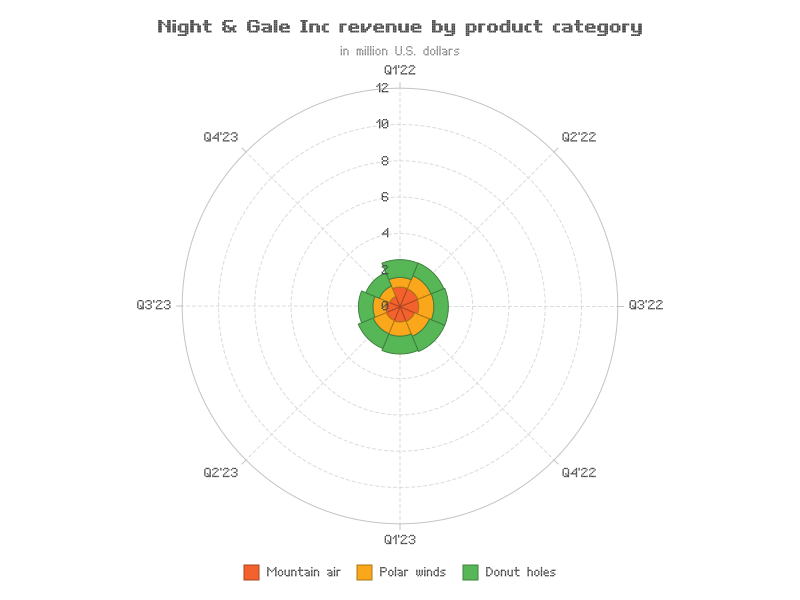 Night & Gale Inc revenue by product category
in million U.S. dollars
Q1'22
12
Q4'23
10
Q2'22
8
6
4
2
Q3'23
0
Q3'22
Q2'23
Q4'22
Q1'23
Mountain air
Polar winds
Donut holes